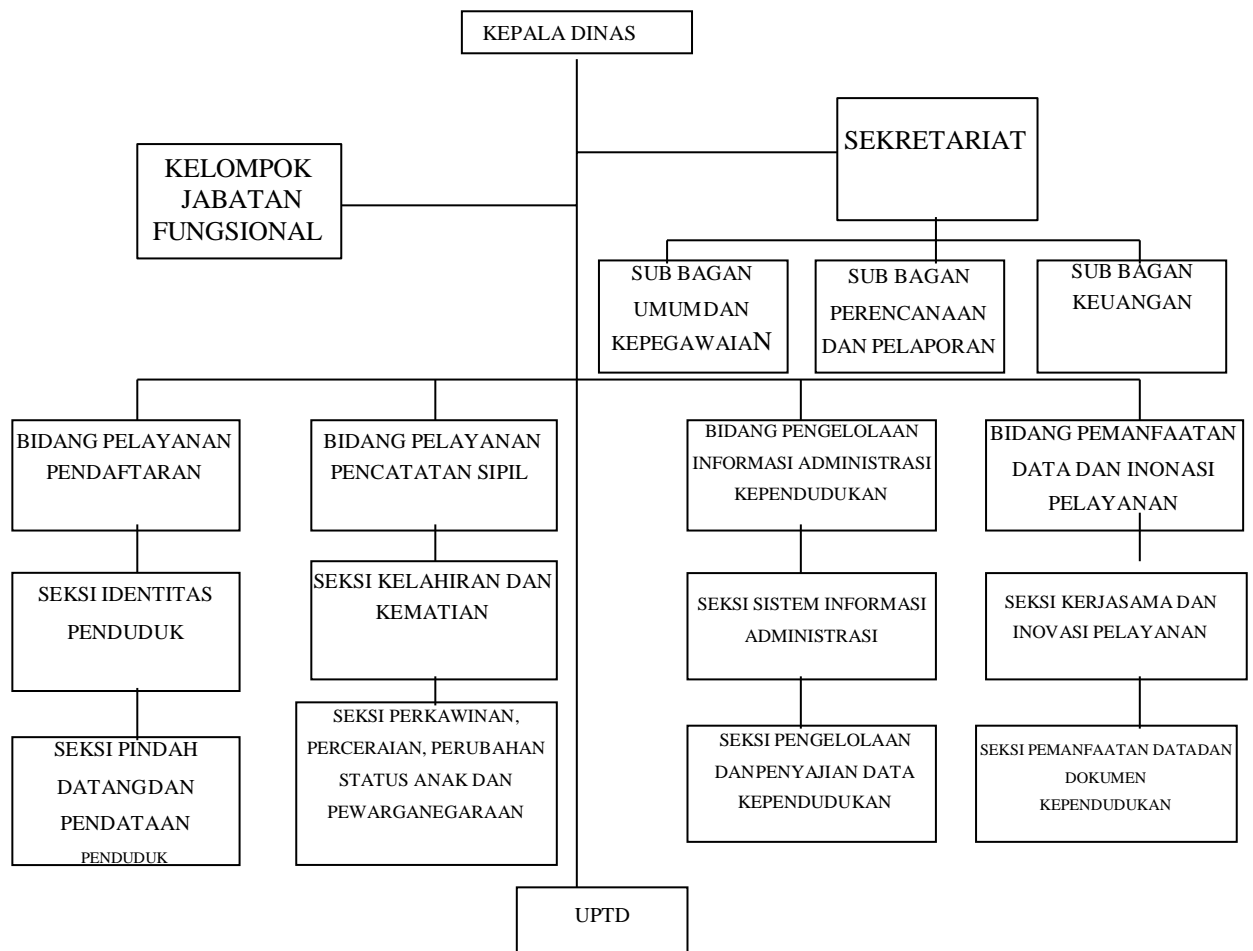 KEPALA DINAS
SEKRETARIAT
KELOMPOK
JABATAN
FUNGSIONAL
SUB BAGAN
UMUMDAN
KEPEGAWAIAN
SUB BAGAN
PERENCANAAN
DAN PELAPORAN
SUB BAGAN
KEUANGAN
BIDANG PELAYANAN
PENDAFTARAN
BIDANG PELAYANAN
PENCATATAN SIPIL
BIDANG PENGELOLAAN
INFORMASI ADMINISTRASI
KEPENDUDUKAN
BIDANG PEMANFAATAN
DATA DAN INONASI
PELAYANAN
SEKSI IDENTITAS
PENDUDUK
SEKSI KELAHIRAN DAN
KEMATIAN
SEKSI SISTEM INFORMASI
ADMINISTRASI
SEKSI KERJASAMA DAN
INOVASI PELAYANAN
SEKSI PINDAH
DATANGDAN
PENDATAAN
PENDUDUK
SEKSI PERKAWINAN,
PERCERAIAN, PERUBAHAN
STATUS ANAK DAN
PEWARGANEGARAAN
SEKSI PENGELOLAAN
DANPENYAJIAN DATA
KEPENDUDUKAN
SEKSI PEMANFAATAN DATADAN
DOKUMEN
KEPENDUDUKAN
UPTD